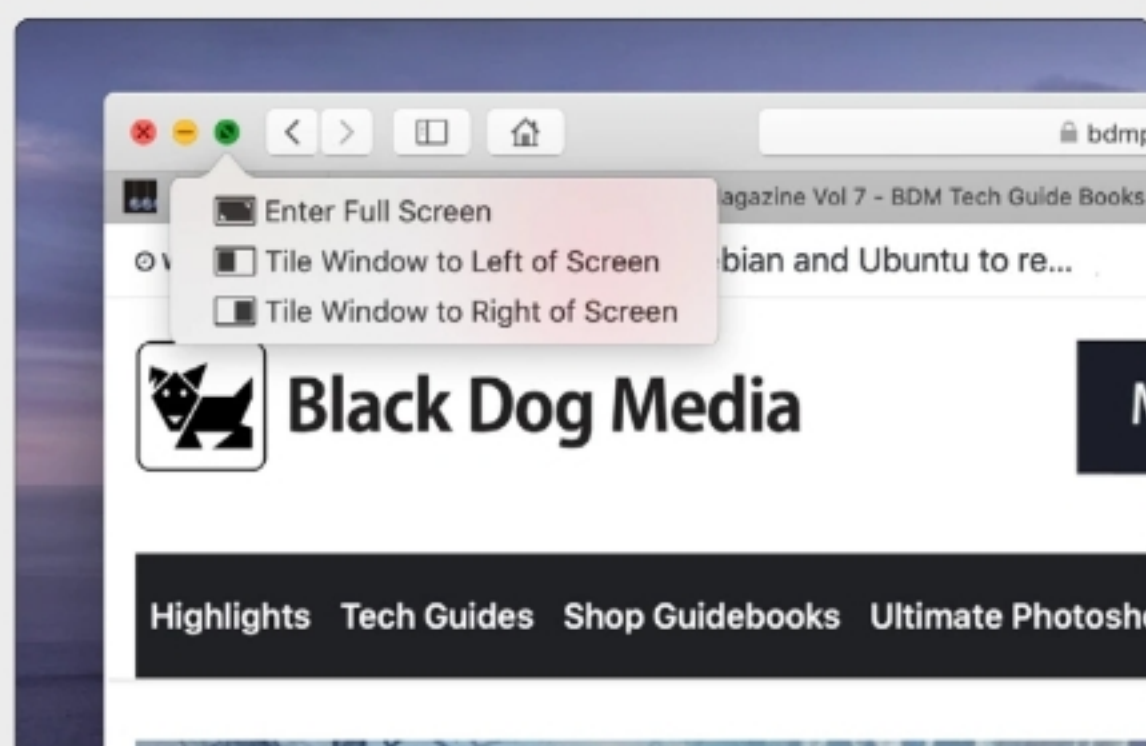 bdmp
agazine Vol 7 - BDM Tech Guide Books
Enter Full Screen
bian and Ubuntu to re...
Tile Window to Left of Screen
Tile Window to Right of Screen
Black Dog Media
M
Highlights Tech Guides Shop Guidebooks Ultimate Photosh